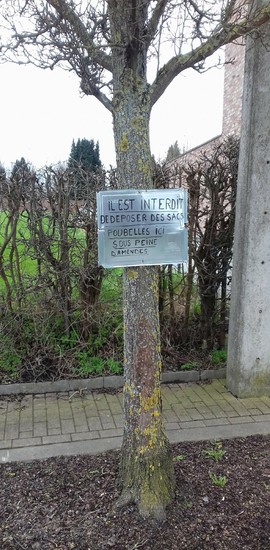 IL EST INTERDIT
DE DEPOSER DES SACS
POUBELLES ICI
SOUS PEINE
D'AMENDES